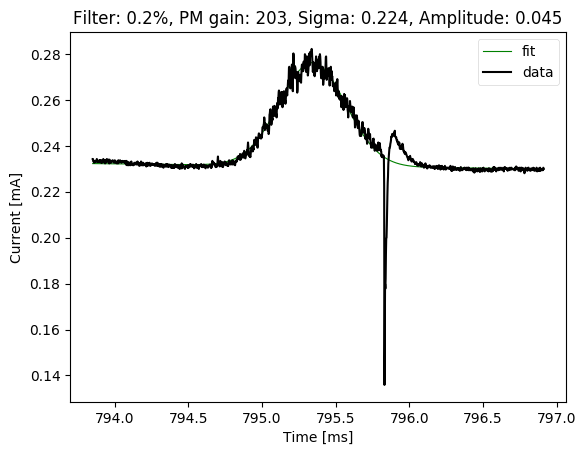 Filter: 0.2%, PM gain: 203, Sigma: 0.224, Amplitude: 0.045
fit
data
0.28
0.26
0.24
0.22
0.20
0.18
0.16
0.14
Current [mA]
794.0 794.5 795.0 795.5 796.0 796.5 797.0
Time [ms]